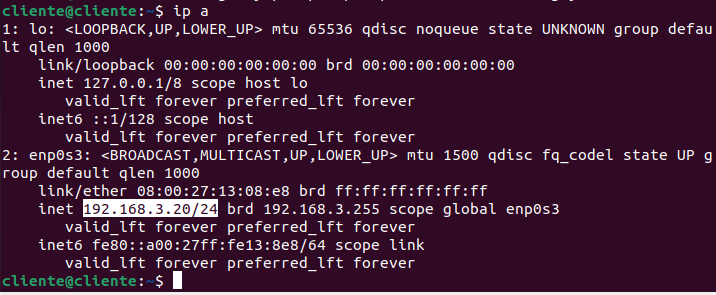 cliente@cliente:~$ ip a
1: lo: <LOOPBACK,UP,LOWER_UP> mtu 65536 qdisc noqueue state UNKNOWN group defau
lt qlen 1000
    link/loopback 00:00:00:00:00:00 brd 00:00:00:00:00:00
    inet 127.0.0.1/8 scope host lo
       valid_lft forever preferred_lft forever
    inet6 ::1/128 scope host
       valid_lft forever preferred_lft forever
2: enp0s3: <BROADCAST,MULTICAST,UP,LOWER_UP> mtu 1500 qdisc fq_codel state UP g
roup default qlen 1000
    link/ether 08:00:27:13:08:e8 brd ff:ff:ff:ff:ff:ff
    inet 192.168.3.20/24 brd 192.168.3.255 scope global enp0s3
       valid_lft forever preferred_lft forever
    inet6 fe80::a00:27ff:fe13:8e8/64 scope link
       valid_lft forever preferred_lft forever
cliente@cliente:~$